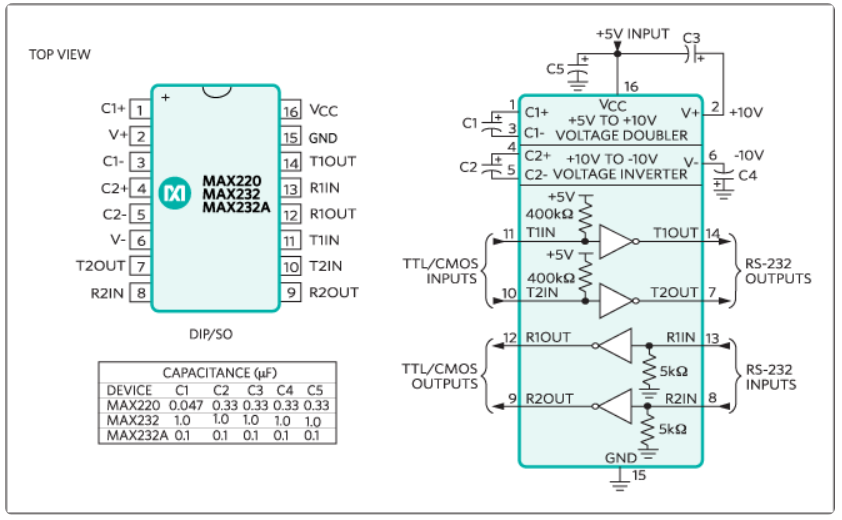 TOP VIEW
+
C1+ 1
V+ 2
C1- 3
C2+ 4
C2- 5
V- 6
T2OUT 7
R2IN 8
16 VCC
15 GND
14 T1OUT
13 R1IN
12 R1OUT
11 T1IN
10 T2IN
9 R2OUT
MAX220
MAX232
MAX232A
DIP/SO
CAPACITANCE (μF)
DEVICE C1 C2 C3 C4 C5
MAX220 0.047 0.33 0.33 0.33 0.33
MAX232 1.0 1.0 1.0 1.0 1.0
MAX232A 0.1 0.1 0.1 0.1 0.1
+5V INPUT C3
C5 + +
16
VCC
1 C1+ +5V TO +10V V+ 2 +10V
C1 + 3 C1- VOLTAGE DOUBLER
4 C2+ +10V TO -10V V- 6 -10V
C2 + 5 C2- VOLTAGE INVERTER + C4
+5V
400kΩ
11 T1IN T1OUT 14
+5V
TTL/CMOS
INPUTS
RS-232
OUTPUTS
400kΩ
10 T2IN T2OUT 7
12 R1OUT R1IN 13
TTL/CMOS
OUTPUTS
5kΩ
RS-232
INPUTS
9 R2OUT R2IN 8
5kΩ
GND
15